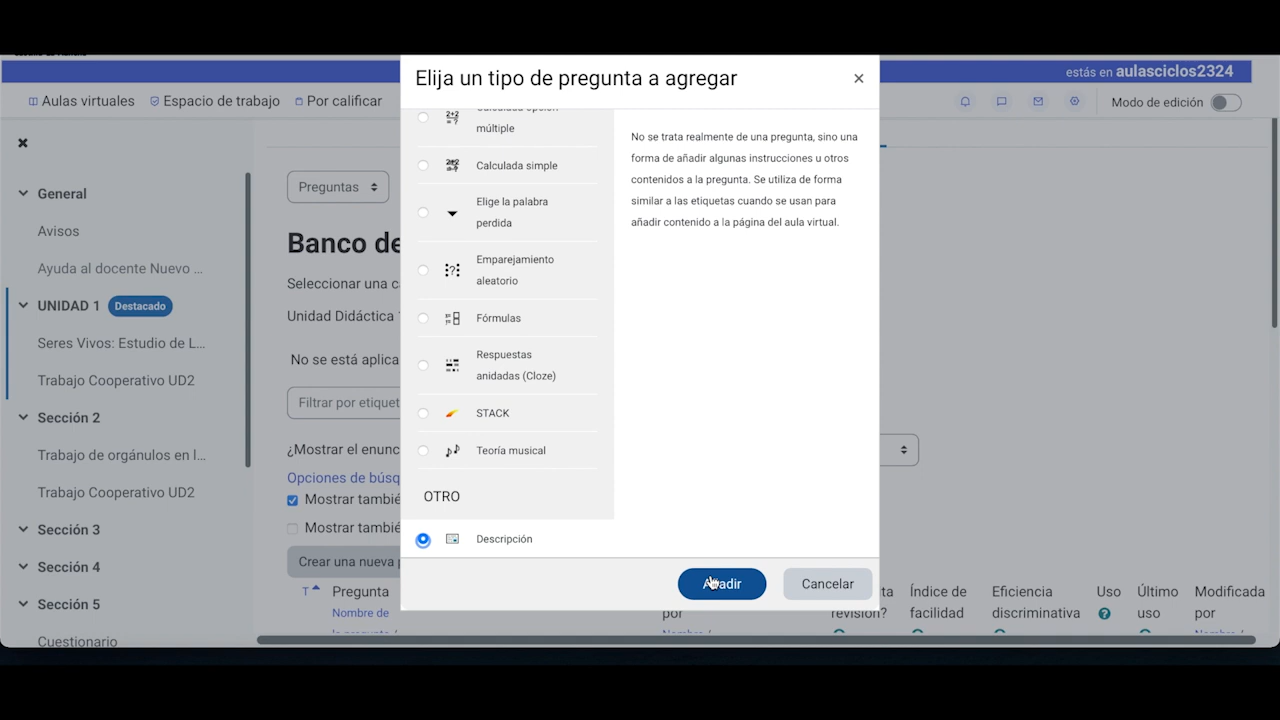 estás en aulasciclos2324
Aulas virtuales
Espacio de trabajo
Por calificar
Modo de edición
General
Avisos
Ayuda al docente Nuevo ...
UNIDAD 1 Destacado
Seres Vivos: Estudio de L...
Trabajo Cooperativo UD2
Sección 2
Trabajo de orgánulos en l...
Trabajo Cooperativo UD2
Sección 3
Sección 4
Sección 5
Cuestionario
Preguntas
Banco de
Seleccionar una c
Unidad Didáctica
No se está aplica
Filtrar por etiquet
¿Mostrar el enunc
Opciones de búsq
Mostrar tambié
Mostrar tambié
Crear una nueva p
T
Pregunta
Nombre de
la pregunta /
por
Nombre /
revisión?
Índice de
facilidad
Eficiencia
discriminativa
Uso
Último
uso
Modificada
por
Nombre /
Elija un tipo de pregunta a agregar
×
múltiple
Calculada simple
Elige la palabra
perdida
Emparejamiento
aleatorio
Fórmulas
Respuestas
anidadas (Cloze)
STACK
Teoría musical
OTRO
Descripción
No se trata realmente de una pregunta, sino una
forma de añadir algunas instrucciones u otros
contenidos a la pregunta. Se utiliza de forma
similar a las etiquetas cuando se usan para
añadir contenido a la página del aula virtual.
Añadir
Cancelar